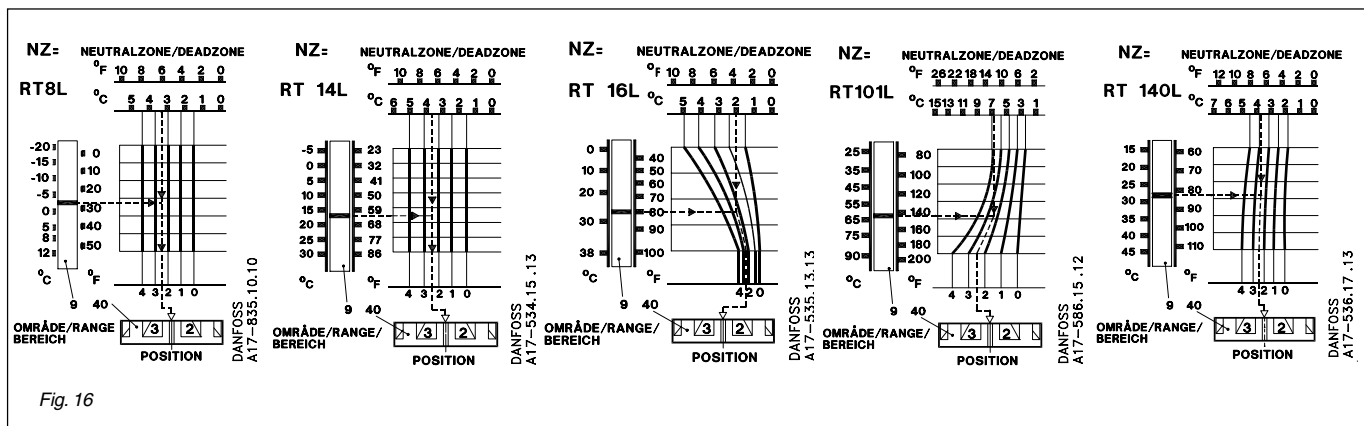 NZ= NEUTRALZONE/DEADZONE
°F
10 8 6 4 2 0
RT8L
°C
5 4 3 2 1 0
-20
-15
-10
-5
0
5
8
12
°C
0
10
20
30
40
50
°F
4 3 2 1 0
9 40
OMRÅDE/RANGE/
BEREICH
3 2
POSITION
DANFOSS
A17-835.10.10
NZ= NEUTRALZONE/DEADZONE
°F
10 8 6 4 2 0
RT 14L
°C
6 5 4 3 2 1 0
-5
0
5
10
15
20
25
30
°C
23
32
41
50
59
68
77
86
°F
4 3 2 1 0
9 40
OMRÅDE/RANGE/
BEREICH
3 2
POSITION
DANFOSS
A17-534.15.13
NZ= NEUTRALZONE/DEADZONE
°F
10 8 6 4 2 0
RT 16L
°C
5 4 3 2 1 0
0
10
20
30
38
°C
40
50
60
70
80
90
100
°F
4 2 0
9 40
OMRÅDE/RANGE/
BEREICH
3 2
POSITION
DANFOSS
A17-535.13.13
NZ= NEUTRALZONE/DEADZONE
°F
26 22 18 14 10 6 2
RT101L
°C
15 13 11 9 7 5 3 1
25
35
45
55
65
75
90
°C
80
100
120
140
160
180
200
°F
4 3 2 1 0
9 40
OMRÅDE/RANGE/
BEREICH
3 2
POSITION
DANFOSS
A17-586.15.12
NZ= NEUTRALZONE/DEADZONE
°F
12 10 8 6 4 2 0
RT 140L
°C
7 6 5 4 3 2 1 0
15
20
25
30
35
40
45
°C
60
70
80
90
100
110
°F
4 3 2 1 0
9 40
OMRÅDE/RANGE/
BEREICH
3 2
POSITION
DANFOSS
A17-536.17.13
Fig. 16